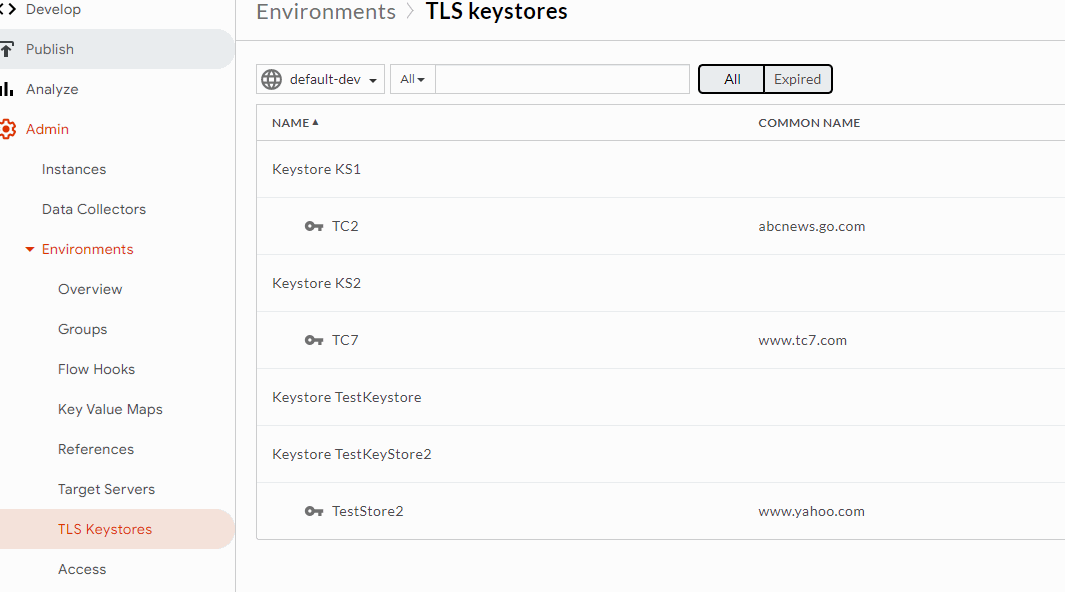 Develop
Publish
Analyze
Admin
Instances
Data Collectors
Environments
Overview
Groups
Flow Hooks
Key Value Maps
References
Target Servers
TLS Keystores
Access
Environments > TLS keystores
default-dev All All Expired
NAME COMMON NAME
Keystore KS1
TC2 abcnews.go.com
Keystore KS2
TC7 www.tc7.com
Keystore TestKeystore
Keystore TestKeyStore2
TestStore2 www.yahoo.com